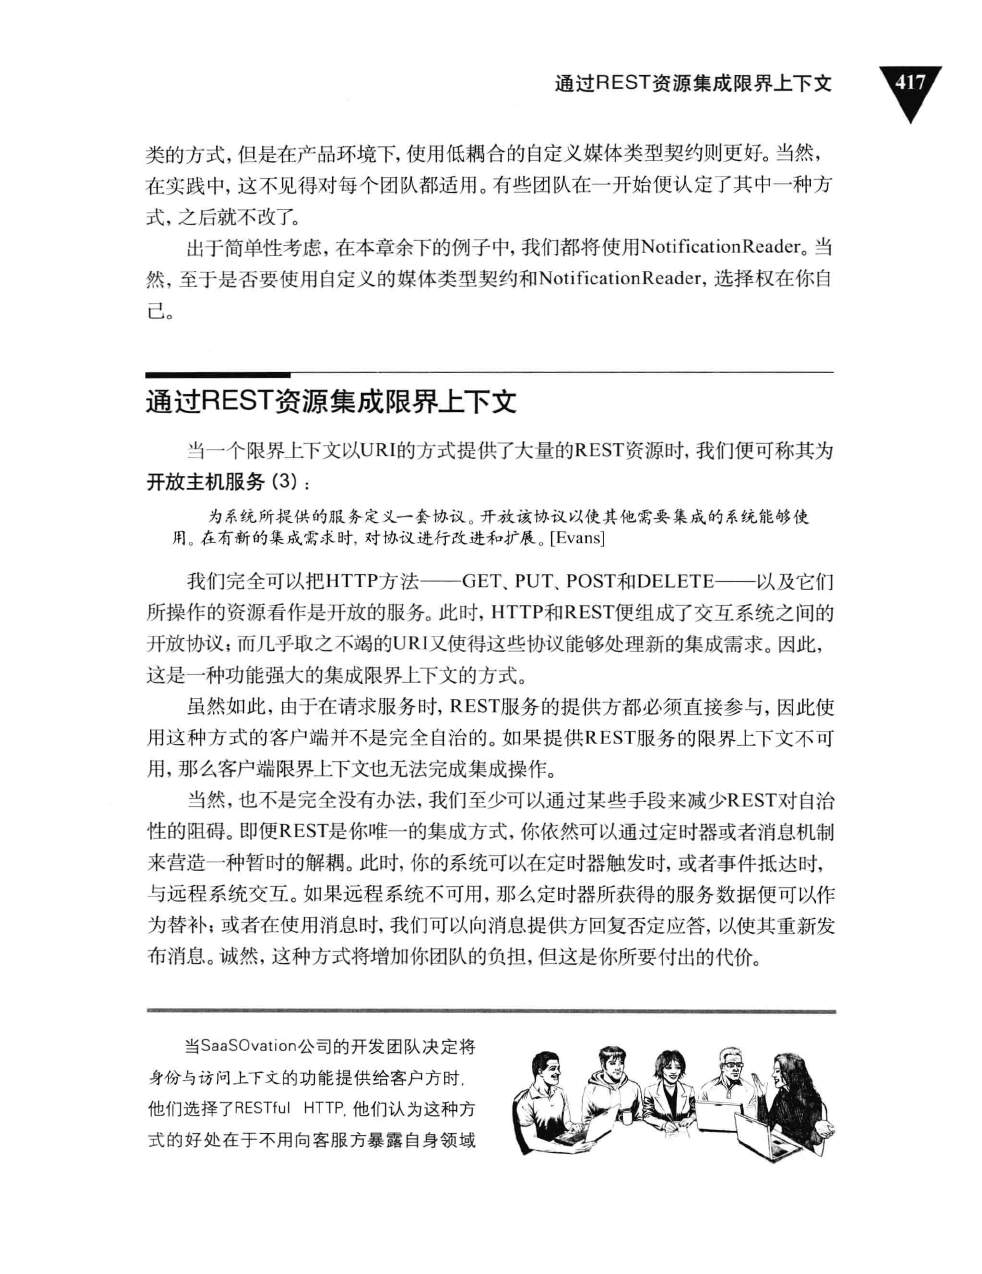 通过REST资源集成限界上下文
417
类的方式，但是在产品环境下，使用低耦合的自定义媒体类型契约则更好。当然，
在实践中，这不见得对每个团队都适用。有些团队在一开始便认定了其中一种方
式，之后就不改了。
出于简单性考虑，在本章余下的例子中，我们都将使用NotificationReader。当
然，至于是否要使用自定义的媒体类型契约和NotificationReader，选择权在你自
己。
通过REST资源集成限界上下文
当一个限界上下文以URI的方式提供了大量的REST资源时，我们便可称其为
开放主机服务（3）：
为系统所提供的服务定义一套协议。开放该协议以使其他需要集成的系统能够使
用。在有新的集成需求时，对协议进行改进和扩展。[Evans]
我们完全可以把HTTP方法——GET、PUT、POST和DELETE——以及它们
所操作的资源看作是开放的服务。此时，HTTP和REST便组成了交互系统之间的
开放协议；而几乎取之不竭的URI又使得这些协议能够处理新的集成需求。因此，
这是一种功能强大的集成限界上下文的方式。
虽然如此，由于在请求服务时，REST服务的提供方都必须直接参与，因此使
用这种方式的客户端并不是完全自治的。如果提供REST服务的限界上下文不可
用，那么客户端限界上下文也无法完成集成操作。
当然，也不是完全没有办法，我们至少可以通过某些手段来减少REST对自治
性的阻碍。即便REST是你唯一的集成方式，你依然可以通过定时器或者消息机制
来营造一种暂时的解耦。此时，你的系统可以在定时器触发时，或者事件抵达时，
与远程系统交互。如果远程系统不可用，那么定时器所获得的服务数据便可以作
为替补；或者在使用消息时，我们可以向消息提供方回复否定应答，以使其重新发
布消息。诚然，这种方式将增加你团队的负担，但这是你所要付出的代价。
当SaaSOvation公司的开发团队决定将
身份与访问上下文的功能提供给客户方时，
他们选择了RESTful HTTP，他们认为这种方
式的好处在于不用向客服方暴露自身领域